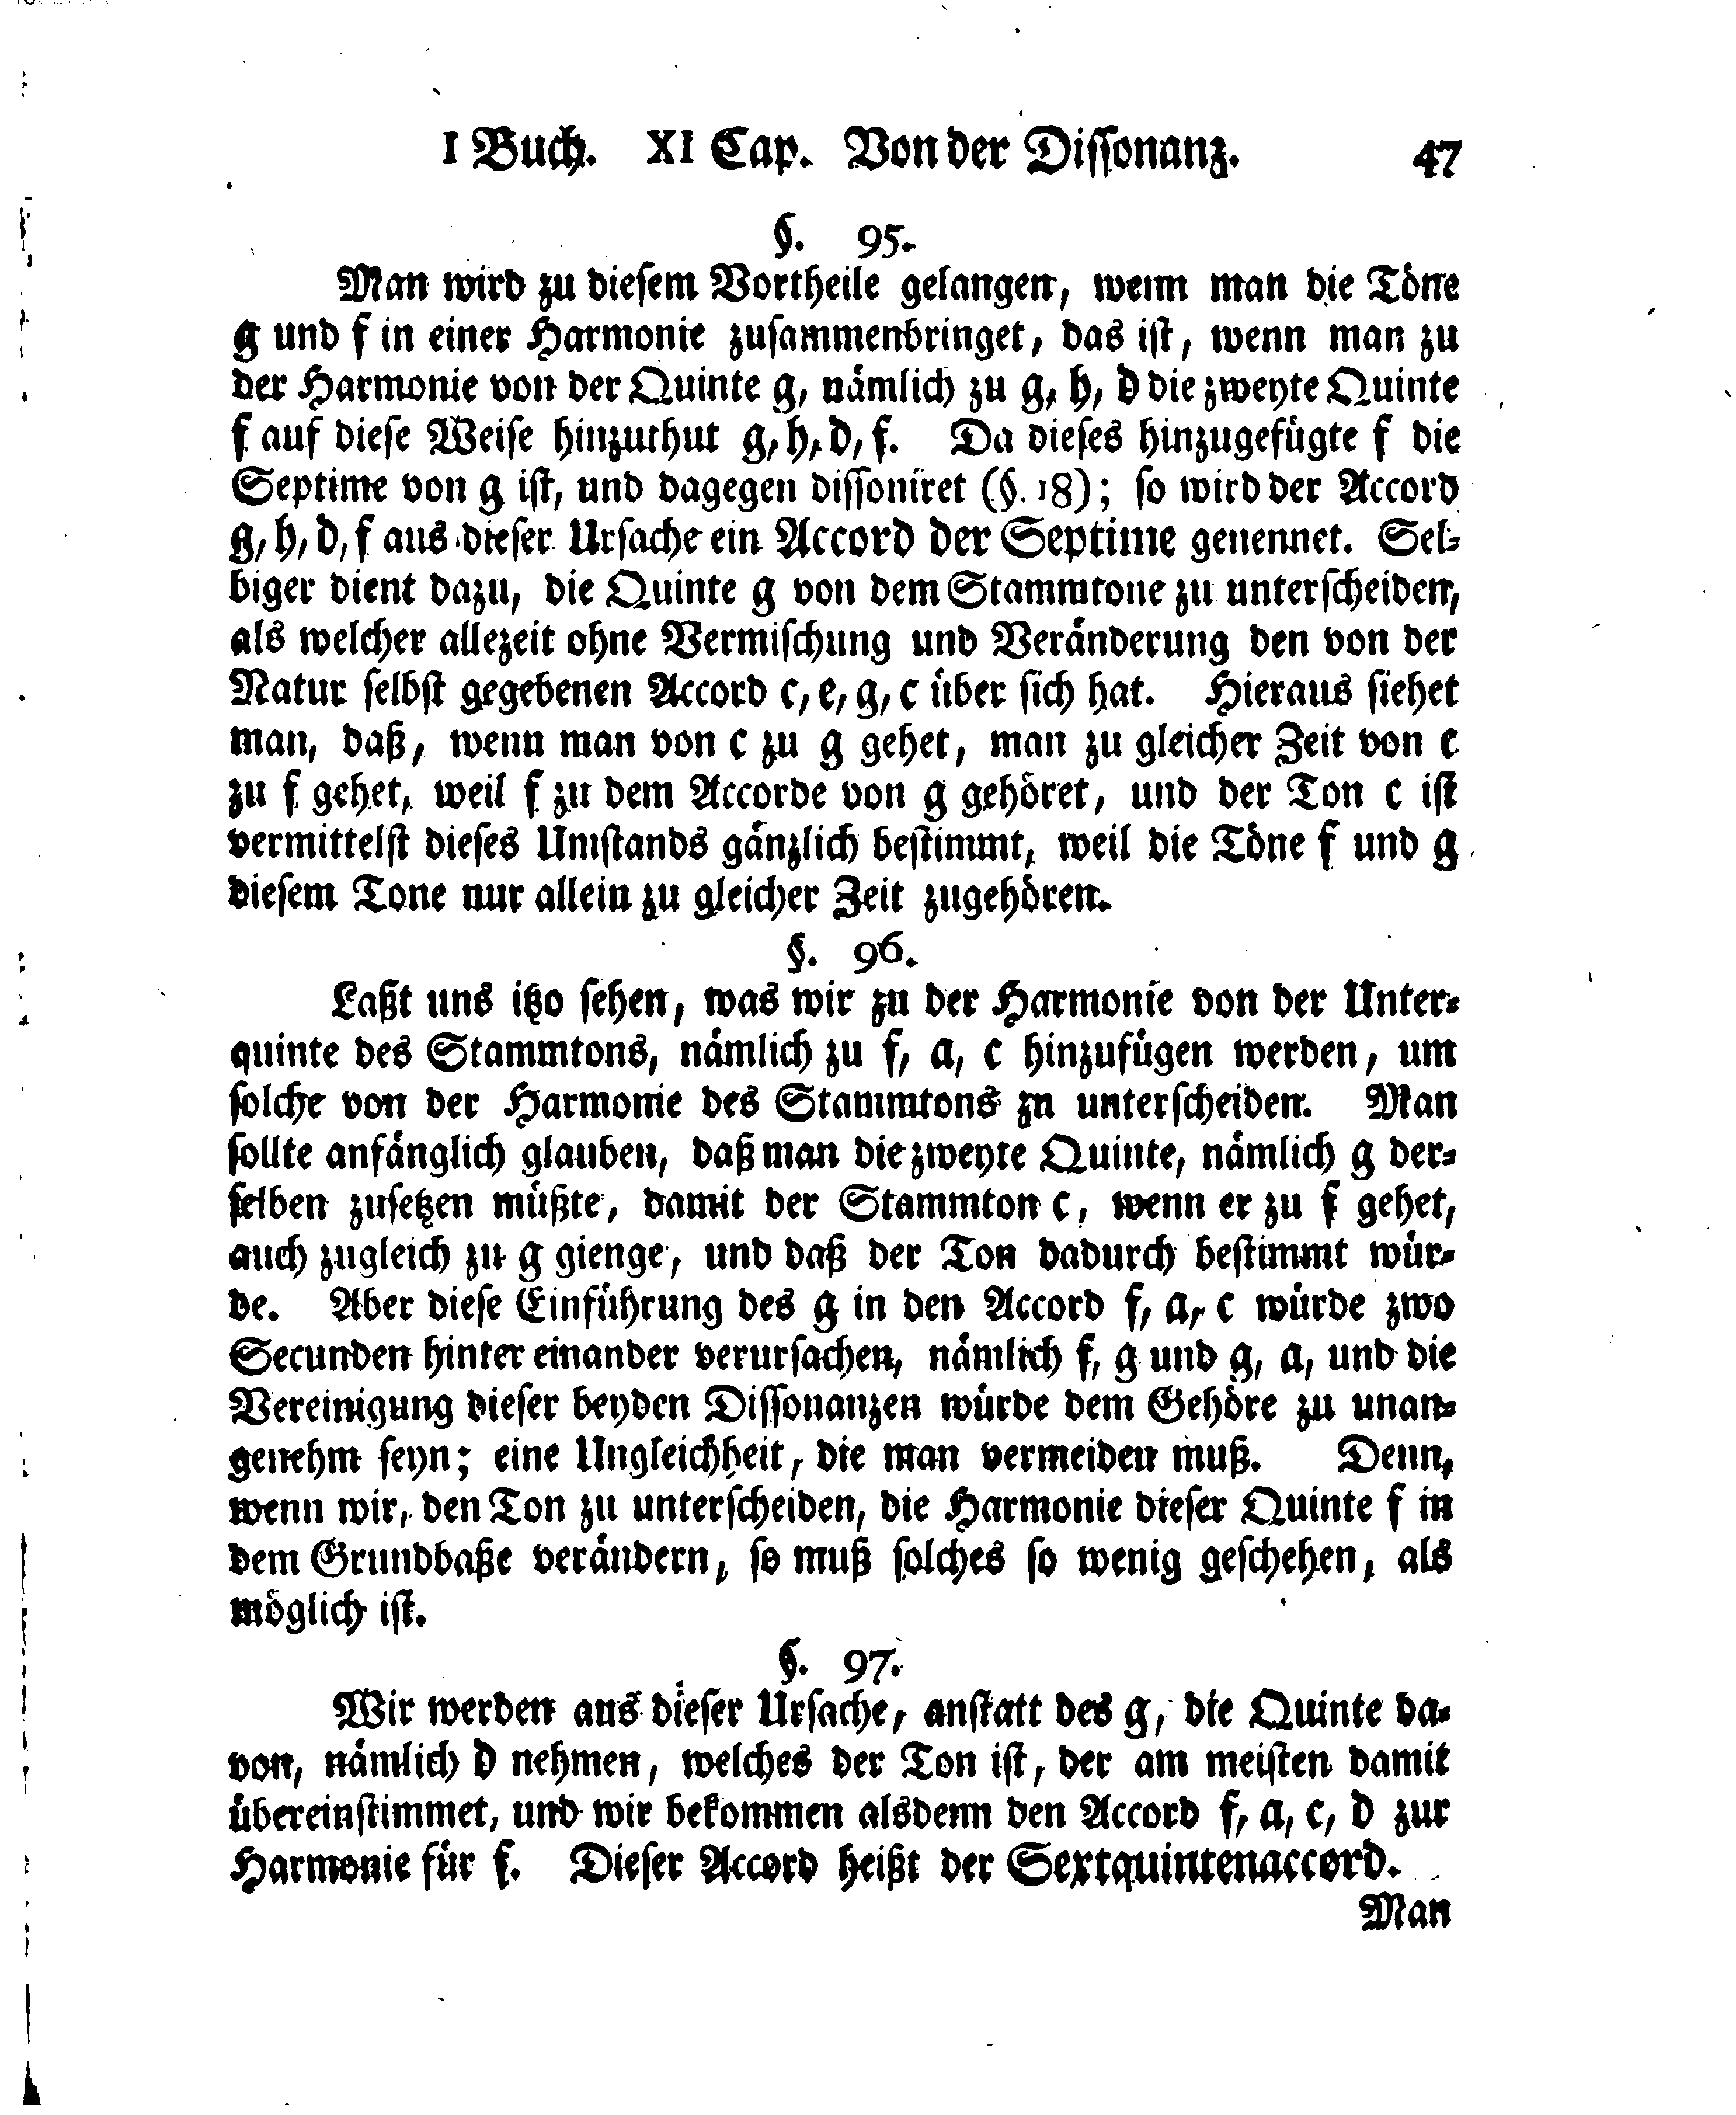 I Buch. XI Cap. Von der Dissonanz. 47
§. 95.
Man wird zu diesem Vortheile gelangen, wenn man die Töne
g und f in einer Harmonie zusammenbringet, das ist, wenn man zu
der Harmonie von der Quinte g, nämlich zu g, h, d die zweyte Quinte
f auf diese Weise hinzuthut g, h, d, f. Da dieses hinzugefügte f die
Septime von g ist, und dagegen dissoniret (§. 18); so wird der Accord
g, h, d, f aus dieser Ursache ein Accord der Septime genennet. Sel-
biger dient dazu, die Quinte g von dem Stammtone zu unterscheiden,
als welcher allezeit ohne Vermischung und Veränderung den von der
Natur selbst gegebenen Accord c, e, g, c über sich hat. Hieraus siehet
man, daß, wenn man von c zu g gehet, man zu gleicher Zeit von c
zu f gehet, weil f zu dem Accorde von g gehöret, und der Ton c ist
vermittelst dieses Umstands gänzlich bestimmt, weil die Töne f und g
diesem Tone nur allein zu gleicher Zeit zugehören.
§. 96.
Laßt uns itzo sehen, was wir zu der Harmonie von der Unter-
quinte des Stammtons, nämlich zu f, a, c hinzufügen werden, um
solche von der Harmonie des Stammtons zu unterscheiden. Man
sollte anfänglich glauben, daß man die zweyte Quinte, nämlich g der-
selben zusetzen müßte, damit der Stammton c, wenn er zu f gehet,
auch zugleich zu g gienge, und daß der Ton dadurch bestimmt wür-
de. Aber diese Einführung des g in den Accord f, a, c würde zwo
Secunden hinter einander verursachen, nämlich f, g und g, a, und die
Vereinigung dieser beyden Dissonanzen würde dem Gehöre zu unan-
genehm seyn; eine Ungleichheit, die man vermeiden muß. Denn,
wenn wir, den Ton zu unterscheiden, die Harmonie dieser Quinte f in
dem Grundbaße verändern, so muß solches so wenig geschehen, als
möglich ist.
§. 97.
Wir werden aus dieser Ursache, anstatt des g, die Quinte da-
von, nämlich d nehmen, welches der Ton ist, der am meisten damit
übereinstimmet, und wir bekommen alsdenn den Accord f, a, c, d zur
Harmonie für f. Dieser Accord heißt der Sextquintenaccord.
Man